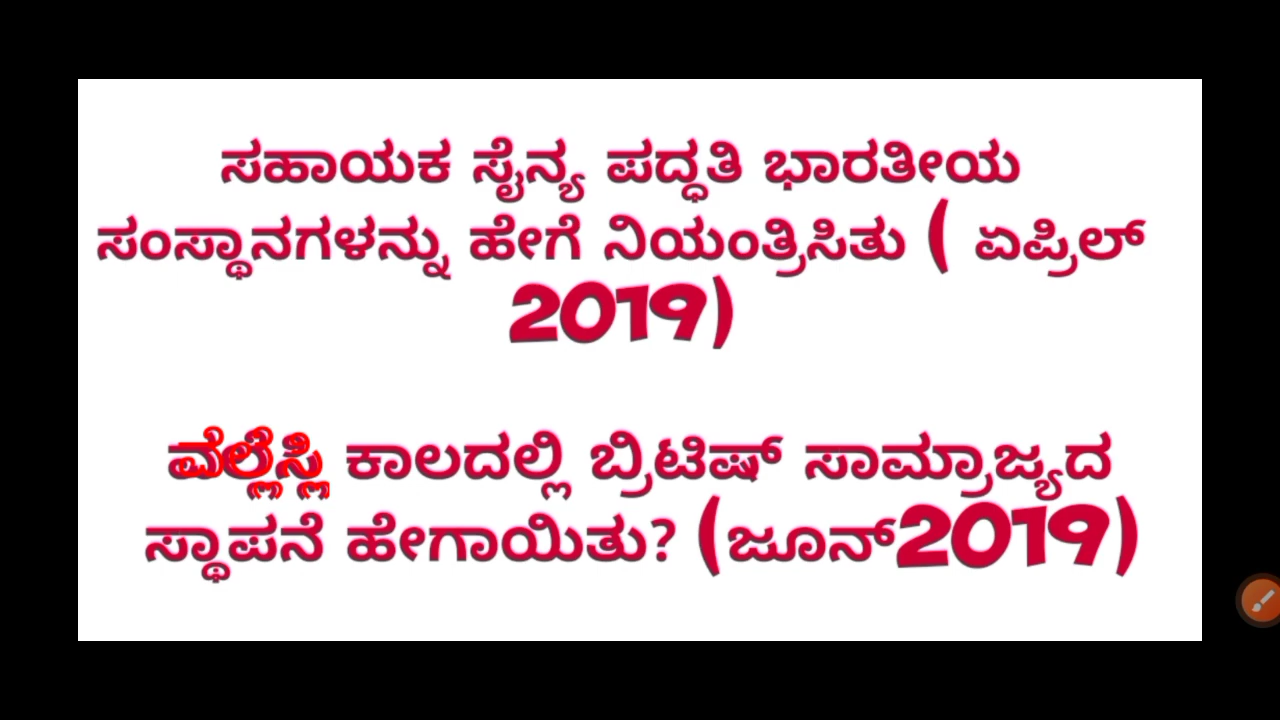 ಸಹಾಯಕ ಸೈನ್ಯ ಪದ್ಧತಿ ಭಾರತೀಯ
ಸಂಸ್ಥಾನಗಳನ್ನು ಹೇಗೆ ನಿಯಂತ್ರಿಸಿತು ( ಏಪ್ರಿಲ್
2019)
ವೆಲ್ಲೆಸ್ಲಿ ಕಾಲದಲ್ಲಿ ಬ್ರಿಟಿಷ್ ಸಾಮ್ರಾಜ್ಯದ
ಸ್ಥಾಪನೆ ಹೇಗಾಯಿತು? (ಜೂನ್2019)